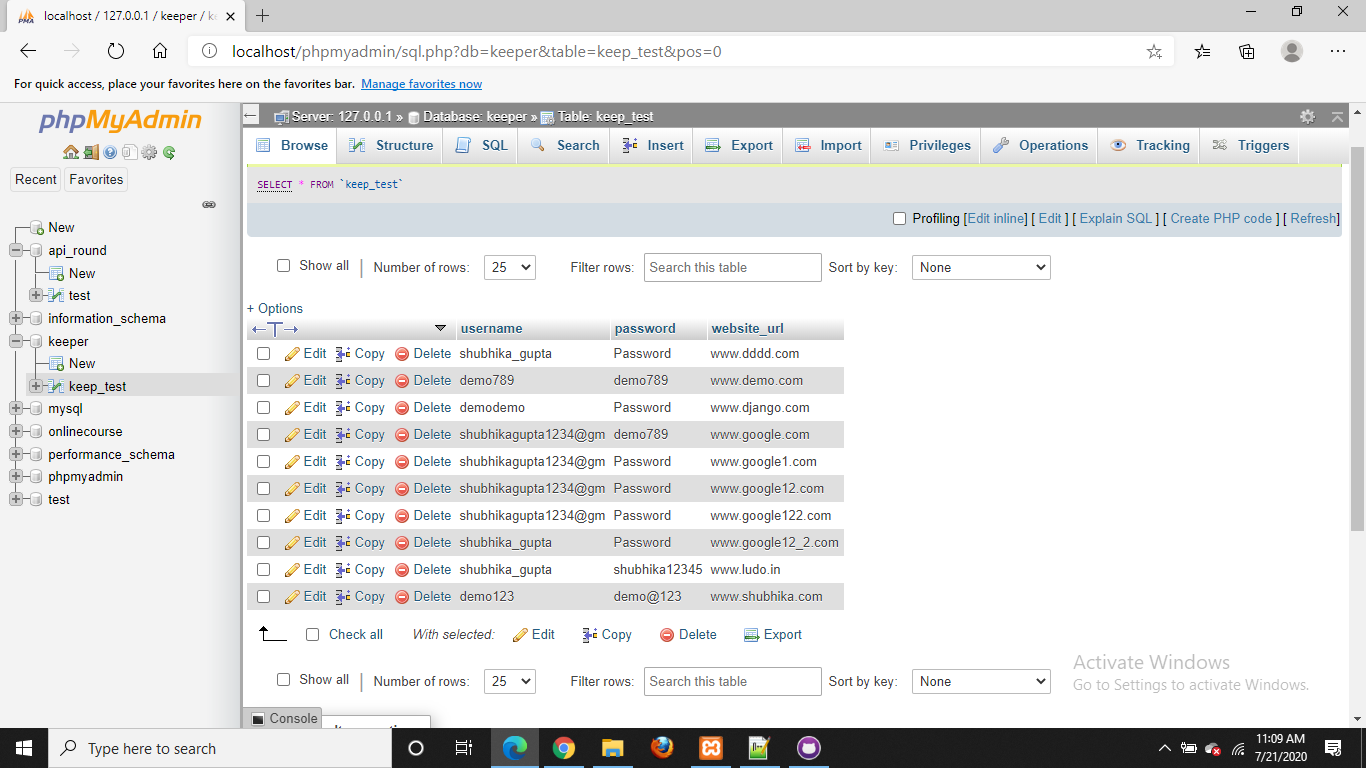 localhost / 127.0.0.1 / keeper / ke
localhost/phpmyadmin/sql.php?db=keeper&table=keep_test&pos=0
For quick access, place your favorites here on the favorites bar. Manage favorites now
phpMyAdmin
Recent Favorites
New
api_round
New
test
information_schema
keeper
New
keep_test
mysql
onlinecourse
performance_schema
phpmyadmin
test
Server: 127.0.0.1 » Database: keeper » Table: keep_test
Browse Structure SQL Search Insert Export Import Privileges Operations Tracking Triggers
SELECT * FROM `keep_test`
Profiling [Edit inline] [ Edit ] [ Explain SQL ] [ Create PHP code ] [ Refresh]
Show all | Number of rows: 25 Filter rows: Search this table Sort by key: None
+ Options
←T→ username password website_url
Edit Copy Delete shubhika_gupta Password www.dddd.com
Edit Copy Delete demo789 demo789 www.demo.com
Edit Copy Delete demodemo Password www.django.com
Edit Copy Delete shubhikagupta1234@gm demo789 www.google.com
Edit Copy Delete shubhikagupta1234@gm Password www.google1.com
Edit Copy Delete shubhikagupta1234@gm Password www.google12.com
Edit Copy Delete shubhikagupta1234@gm Password www.google122.com
Edit Copy Delete shubhika_gupta Password www.google12_2.com
Edit Copy Delete shubhika_gupta shubhika12345 www.ludo.in
Edit Copy Delete demo123 demo@123 www.shubhika.com
Check all With selected: Edit Copy Delete Export
Show all | Number of rows: 25 Filter rows: Search this table Sort by key: None
Activate Windows
Go to Settings to activate Windows.
Console
Type here to search
11:09 AM
7/21/2020